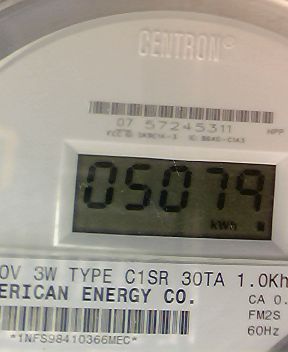 CENTRON®
07 57245311
HPP
05079
kWh
0V 3W TYPE C1SR 30TA 1.0Kh
ERICAN ENERGY CO.
CA 0.
FM2S
60Hz
*1NFS98410366MEC*